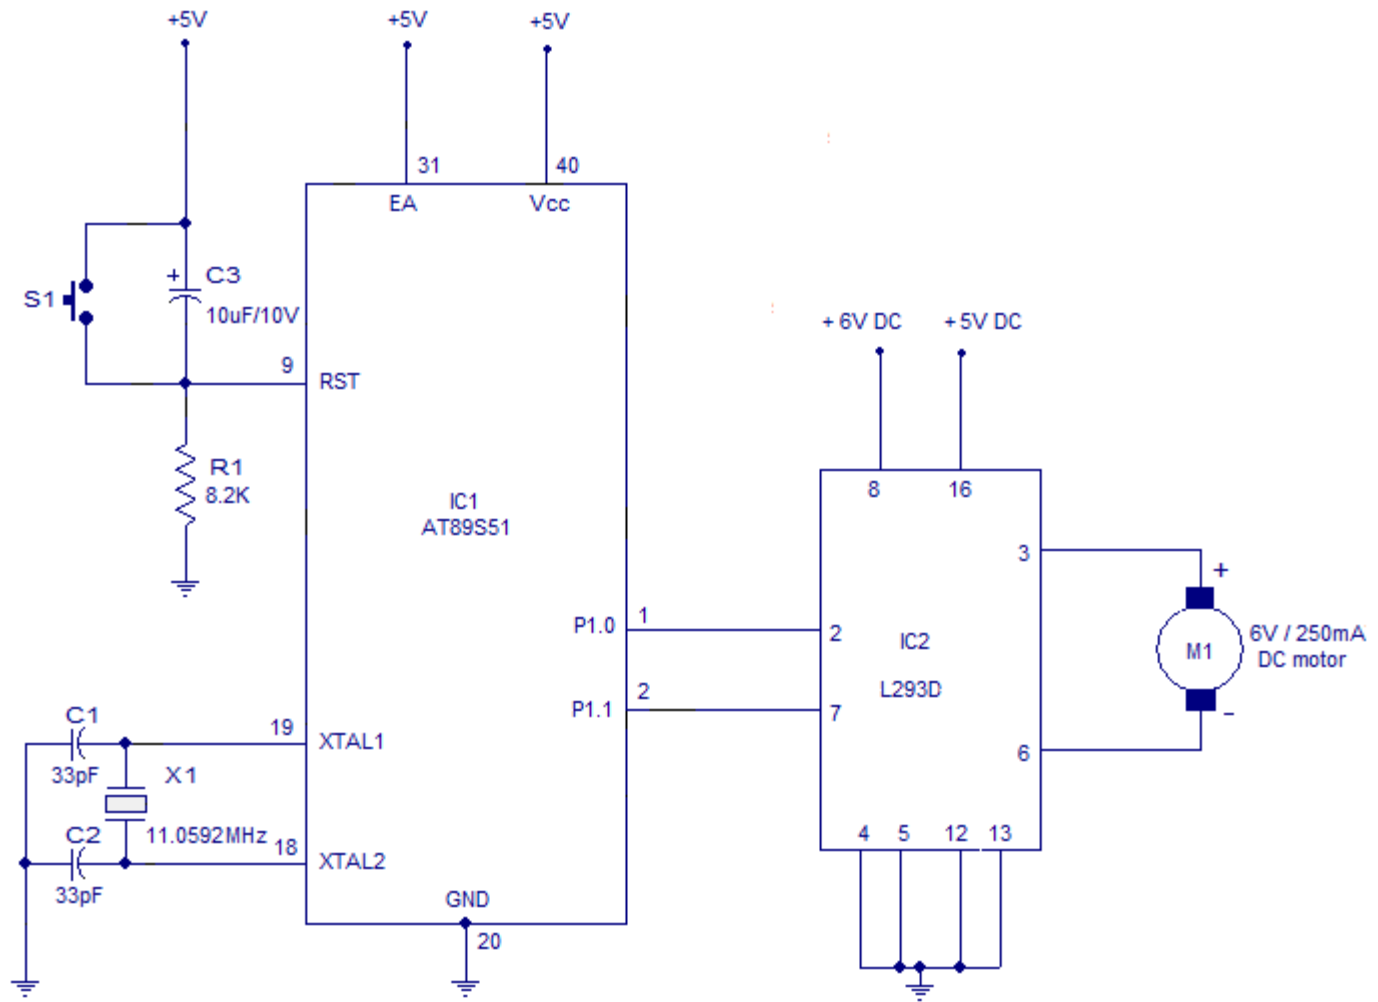 +5V
+5V
+5V
31
40
EA
Vcc
+
C3
S1
10uF/10V
+ 6V DC
+ 5V DC
9
RST
R1
8.2K
8
16
IC1
AT89S51
3
+
P1.0
1
2
IC2
6V / 250mA
M1
DC motor
L293D
P1.1
2
7
–
C1
19
XTAL1
6
33pF
X1
C2
11.0592MHz
18
XTAL2
4
5
12
13
33pF
GND
20